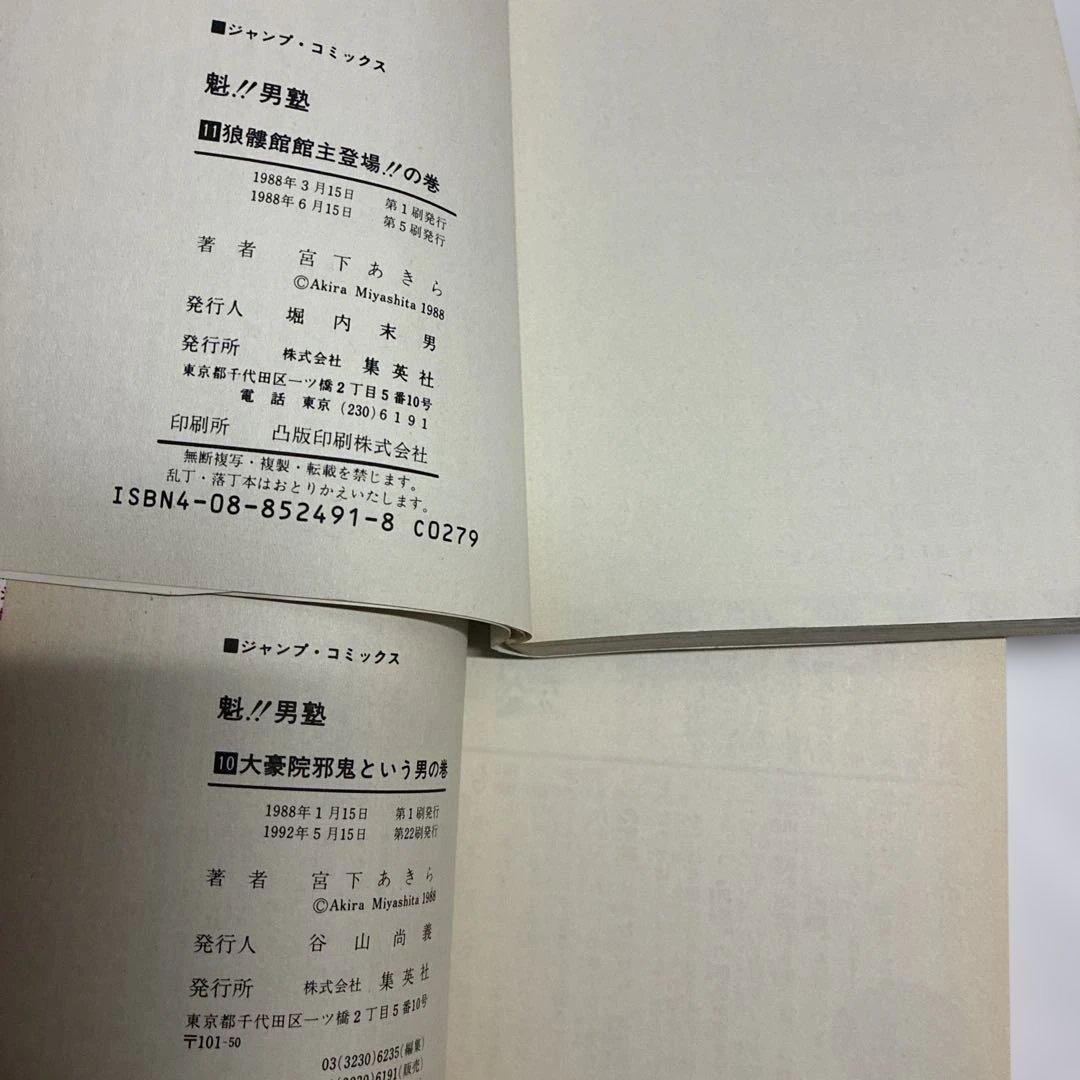 ■ジャンプ・コミックス
魁!!男塾
11狼髏館館主登場!!の巻
1988年3月15日 第1刷発行
1988年6月15日 第5刷発行
著者 宮下あきら
©Akira Miyashita 1988
発行人 堀内末男
発行所 株式会社 集英社
東京都千代田区一ツ橋2丁目5番10号
電話 東京 (230)6191
印刷所 凸版印刷株式会社
無断複写・複製・転載を禁じます。
乱丁・落丁本はおとりかえいたします。
ISBN4-08-852491-8 C0279
■ジャンプ・コミックス
魁!!男塾
10大豪院邪鬼という男の巻
1988年1月15日 第1刷発行
1992年5月15日 第22刷発行
著者 宮下あきら
©Akira Miyashita 1988
発行人 谷山尚義
発行所 株式会社 集英社
東京都千代田区一ツ橋2丁目5番10号
〒101-50
03(3230)6235(編集)
6191(販売)